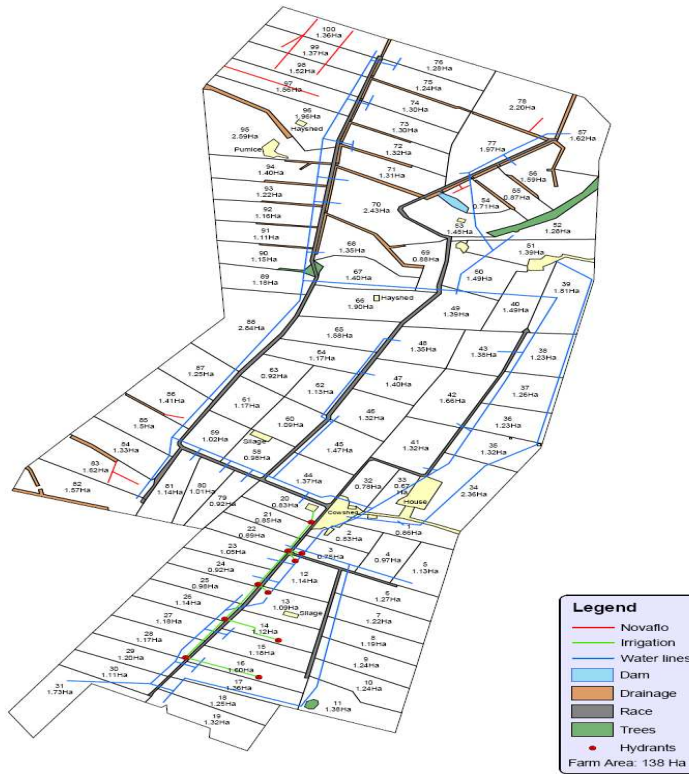 100
1.36Ha
99
1.37Ha
98
1.52Ha
97
1.86Ha
96
1.96Ha
Hayshed
95
2.59Ha
Pumice
94
1.40Ha
93
1.22Ha
92
1.16Ha
91
1.11Ha
90
1.15Ha
89
1.18Ha
88
2.84Ha
87
1.25Ha
86
1.41Ha
85
1.5Ha
84
1.33Ha
83
1.62Ha
82
1.57Ha
81
1.14Ha
80
1.01Ha
79
0.92Ha
76
1.28Ha
75
1.24Ha
74
1.30Ha
73
1.30Ha
72
1.32Ha
71
1.31Ha
70
2.43Ha
78
2.20Ha
77
1.97Ha
57
1.62Ha
56
1.59Ha
55
0.87Ha
54
0.71Ha
53
1.45Ha
52
1.28Ha
51
1.39Ha
50
1.49Ha
69
0.88Ha
68
1.35Ha
67
1.40Ha
66
1.90Ha
Hayshed
65
1.58Ha
64
1.17Ha
63
0.92Ha
62
1.13Ha
61
1.17Ha
60
1.09Ha
59
1.02Ha
Silage
58
0.98Ha
49
1.39Ha
48
1.35Ha
47
1.40Ha
46
1.32Ha
45
1.47Ha
44
1.37Ha
43
1.38Ha
42
1.66Ha
41
1.32Ha
40
1.49Ha
39
1.81Ha
38
1.23Ha
37
1.26Ha
36
1.23Ha
35
1.32Ha
34
2.36Ha
33
0.67
Ha
32
0.78Ha
House
Cowshed
20
0.83Ha
21
0.85Ha
22
0.89Ha
23
1.05Ha
24
0.92Ha
25
0.98Ha
26
1.14Ha
27
1.18Ha
28
1.17Ha
29
1.20Ha
30
1.11Ha
31
1.73Ha
1
0.86Ha
2
0.53Ha
3
0.75Ha
4
0.97Ha
5
1.13Ha
6
1.27Ha
7
1.22Ha
8
1.19Ha
9
1.24Ha
10
1.24Ha
11
1.38Ha
12
1.14Ha
13
1.09Ha
Silage
14
1.12Ha
15
1.18Ha
16
1.60Ha
17
1.36Ha
18
1.25Ha
19
1.32Ha
Legend
Novaflo
Irrigation
Water lines
Dam
Drainage
Race
Trees
Hydrants
Farm Area: 138 Ha